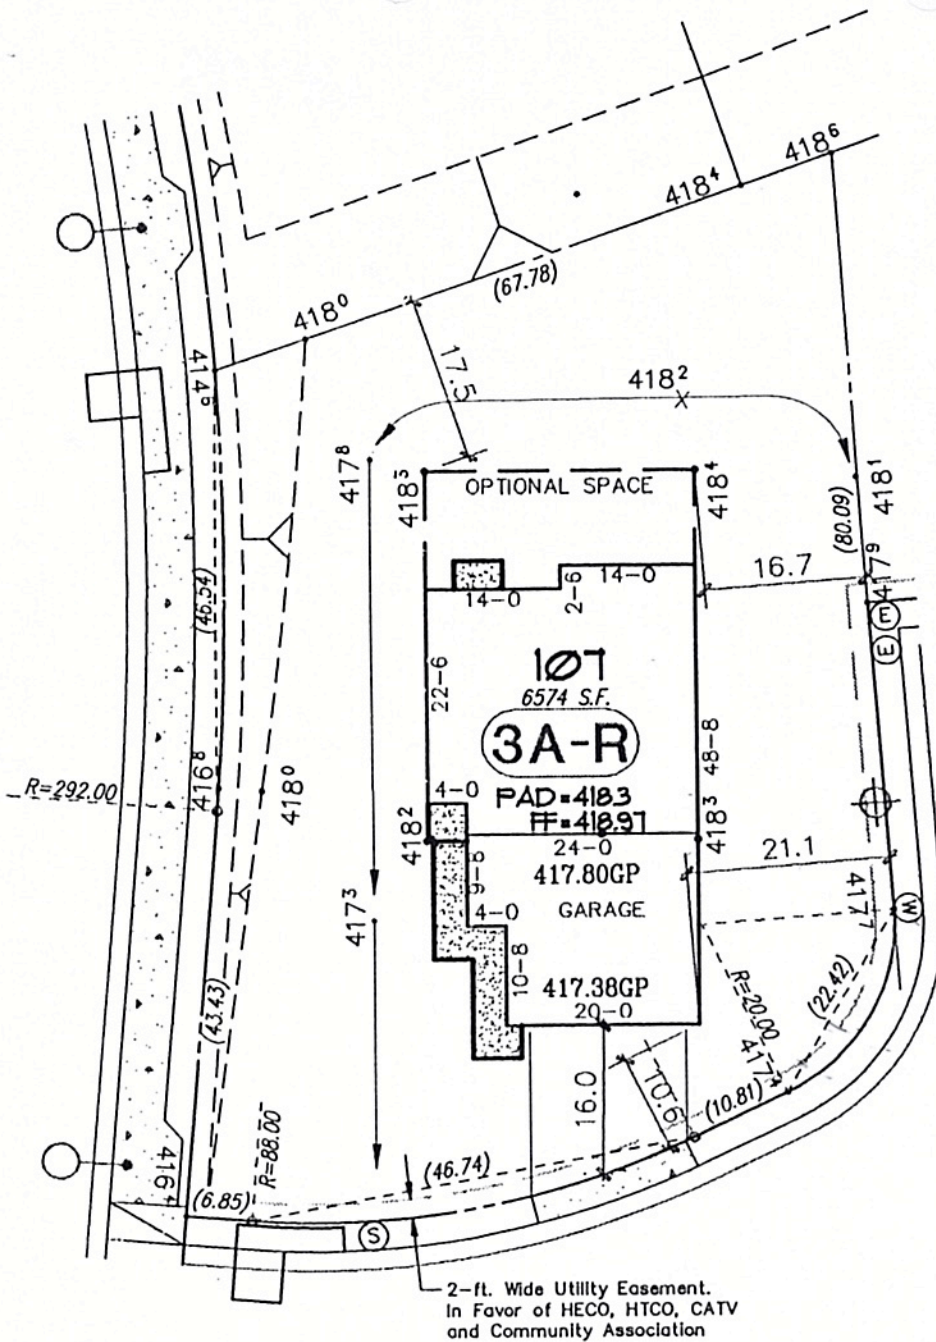 418⁶
418⁴
(67.78)
418⁰
414⁰
17.5
418²
417⁸
418³
OPTIONAL SPACE
418⁴
(80.09)
418¹
16.7
417⁹
14-0
2-6
14-0
E
E
(46.54)
22-6
107
6574 S.F.
3A-R
48-8
PAD=418.3
FF=418.97
R=292.00
416⁸
418⁰
4-0
418²
24-0
418³
21.1
417.80GP
GARAGE
4-0
417³
417⁷
W
10-8
417.38GP
20-0
R=20.00
(22.42)
(43.43)
16.0
10.6
(10.81)
R=88.00
(46.74)
(6.85)
S
2-ft. Wide Utility Easement.
In Favor of HECO, HTCO, CATV
and Community Association